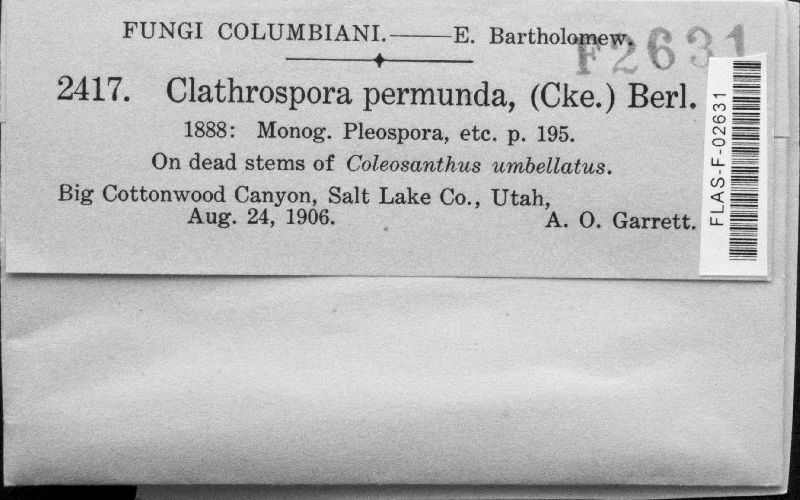 FUNGI COLUMBIANI.——E. Bartholomew.
F2631
2417. Clathrospora permunda, (Cke.) Berl.
1888: Monog. Pleospora, etc. p. 195.
On dead stems of Coleosanthus umbellatus.
Big Cottonwood Canyon, Salt Lake Co., Utah,
Aug. 24, 1906. A. O. Garrett.
FLAS-F-02631